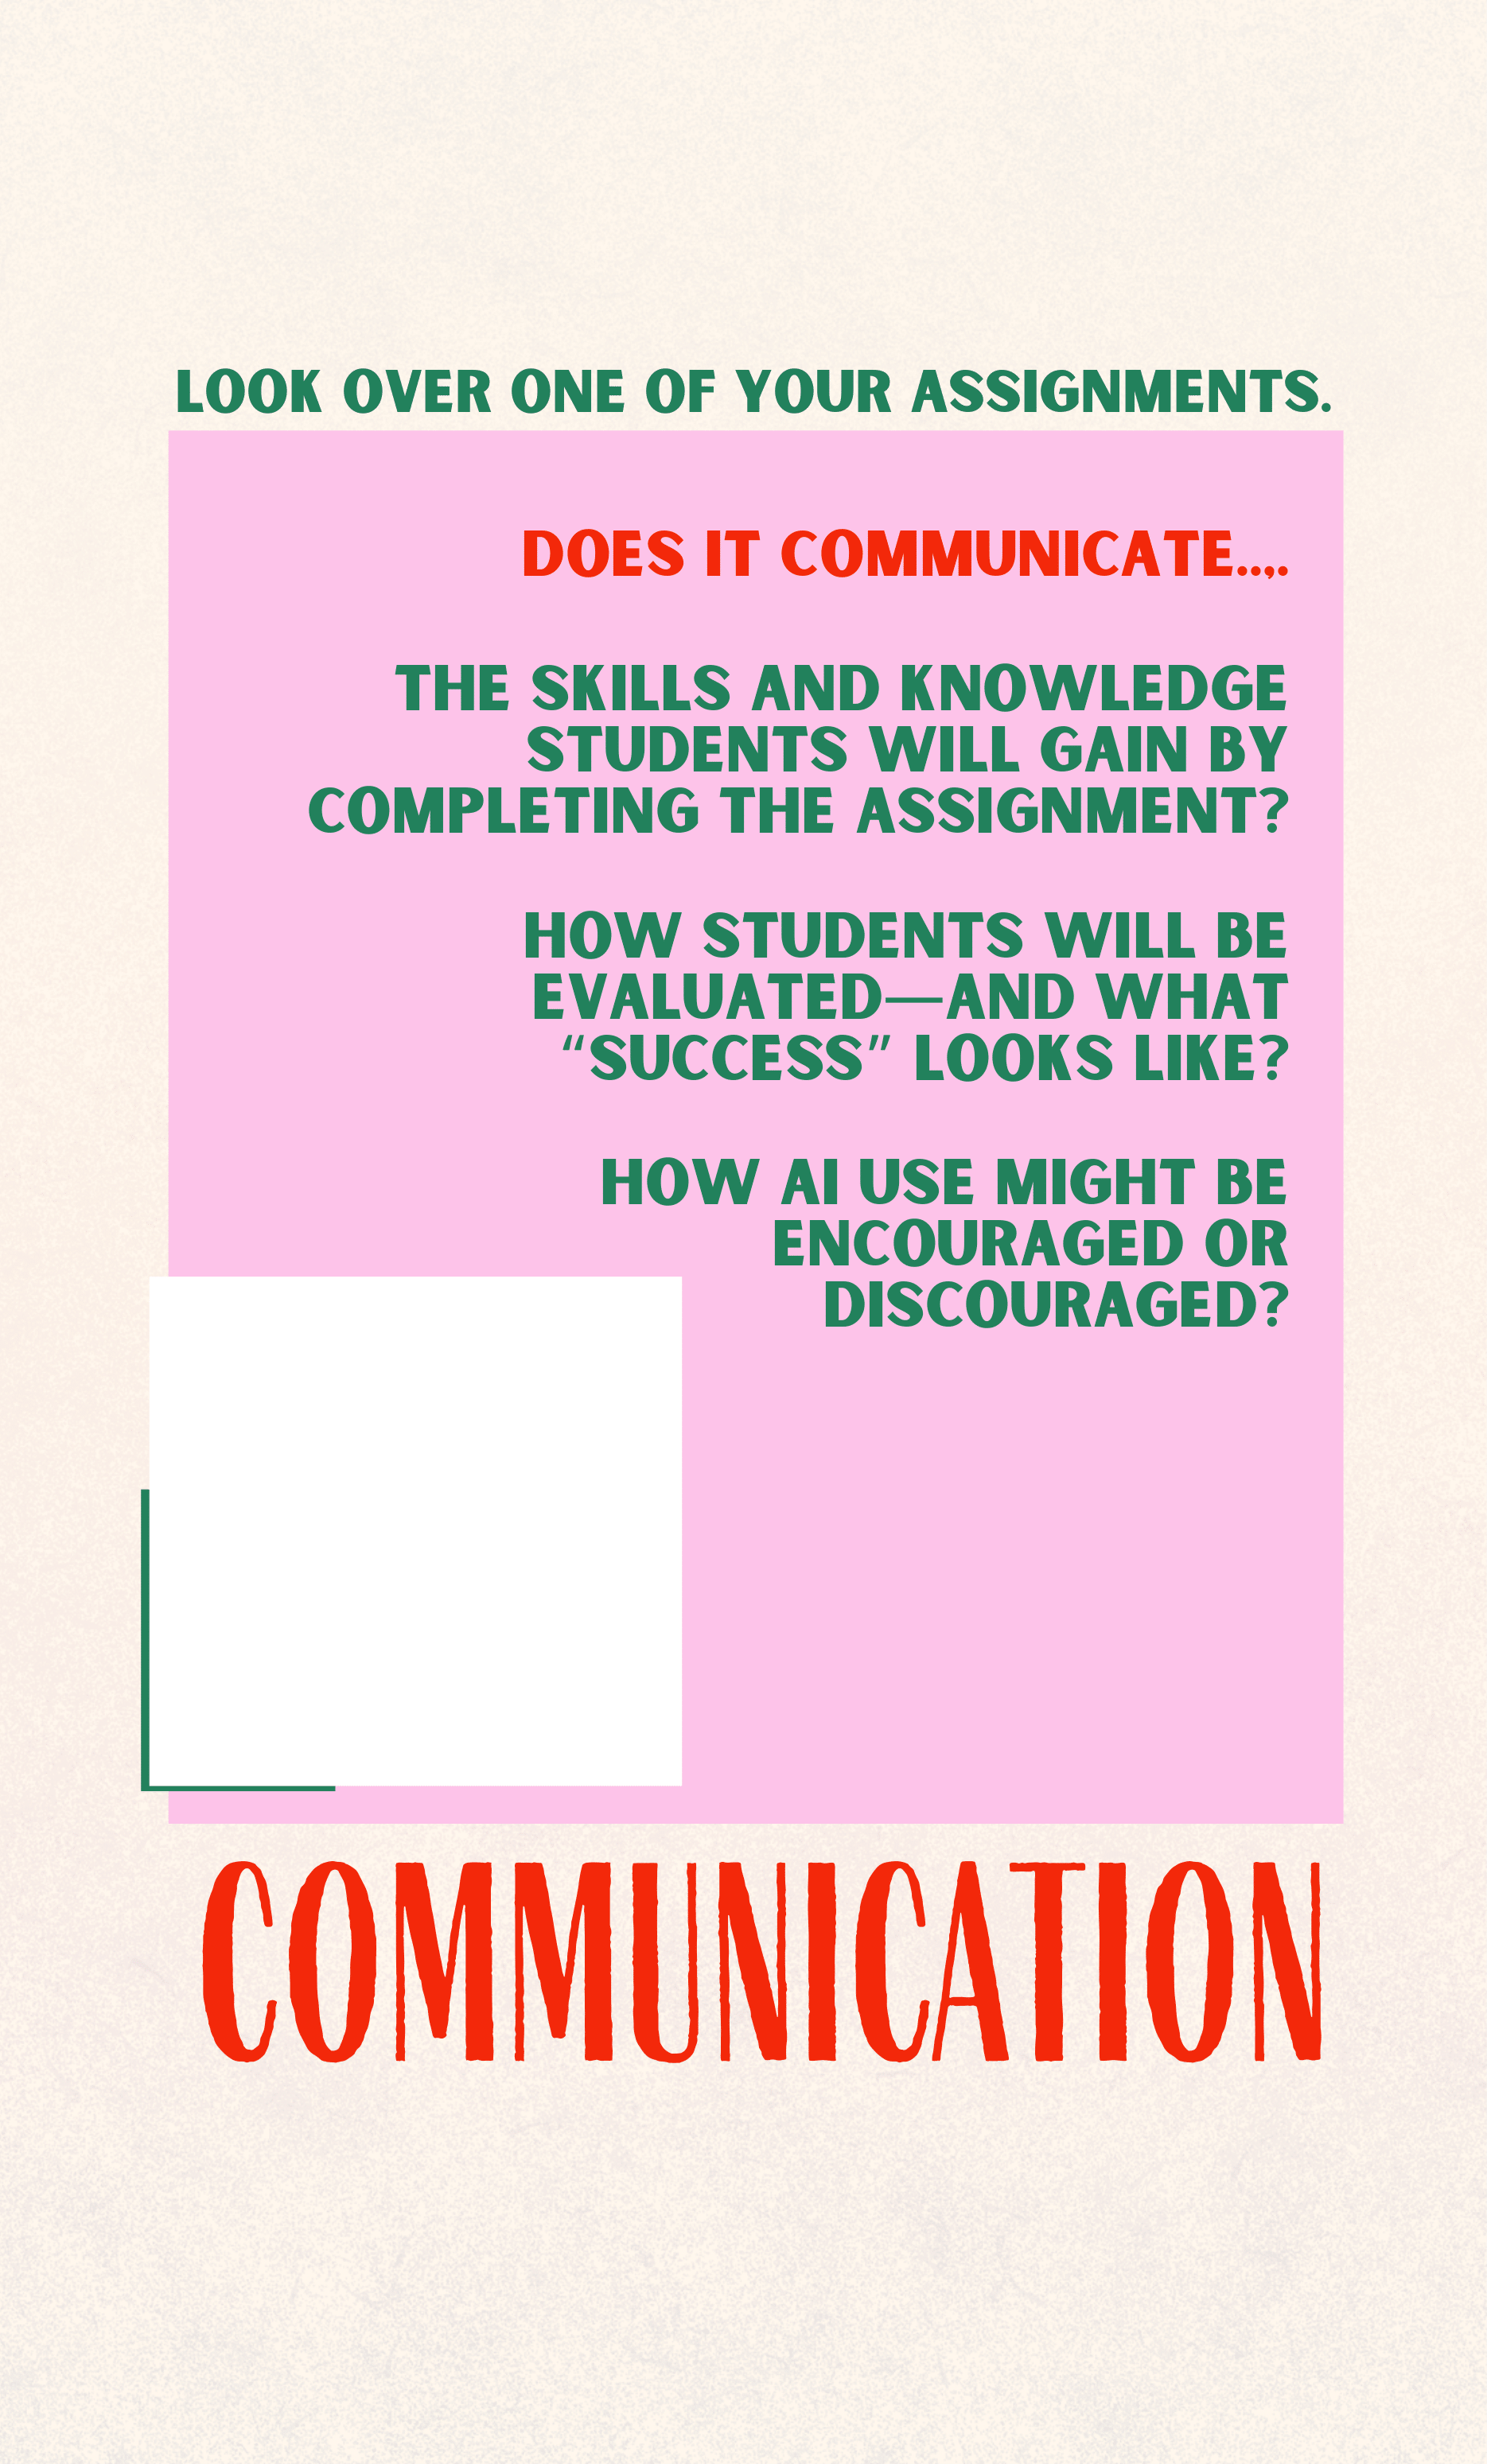 LOOK OVER ONE OF YOUR ASSIGNMENTS.
DOES IT COMMUNICATE..,.
THE SKILLS AND KNOWLEDGE
STUDENTS WILL GAIN BY
COMPLETING THE ASSIGNMENT?
HOW STUDENTS WILL BE
EVALUATED—AND WHAT
“SUCCESS” LOOKS LIKE?
HOW AI USE MIGHT BE
ENCOURAGED OR
DISCOURAGED?
COMMUNICATION